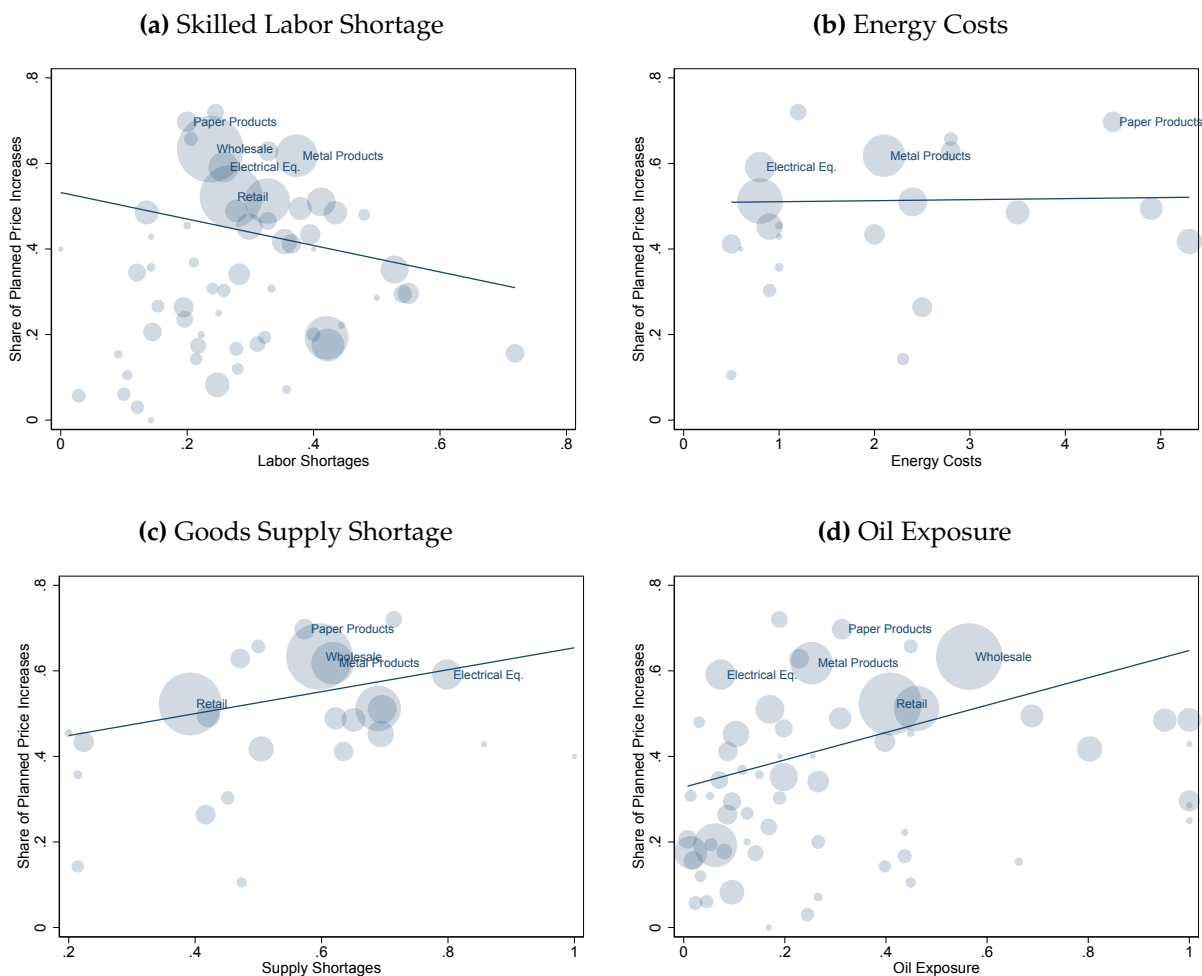 (a) Skilled Labor Shortage
Share of Planned Price Increases
.8
.6
.4
.2
0
Paper Products
Wholesale
Metal Products
Electrical Eq.
Retail
0 .2 .4 .6 .8
Labor Shortages
(b) Energy Costs
Share of Planned Price Increases
.8
.6
.4
.2
0
Paper Products
Metal Products
Electrical Eq.
0 1 2 3 4 5
Energy Costs
(c) Goods Supply Shortage
Share of Planned Price Increases
.8
.6
.4
.2
0
Paper Products
Wholesale
Metal Products
Electrical Eq.
Retail
.2 .4 .6 .8 1
Supply Shortages
(d) Oil Exposure
Share of Planned Price Increases
.8
.6
.4
.2
0
Paper Products
Metal Products
Wholesale
Electrical Eq.
Retail
0 .2 .4 .6 .8 1
Oil Exposure